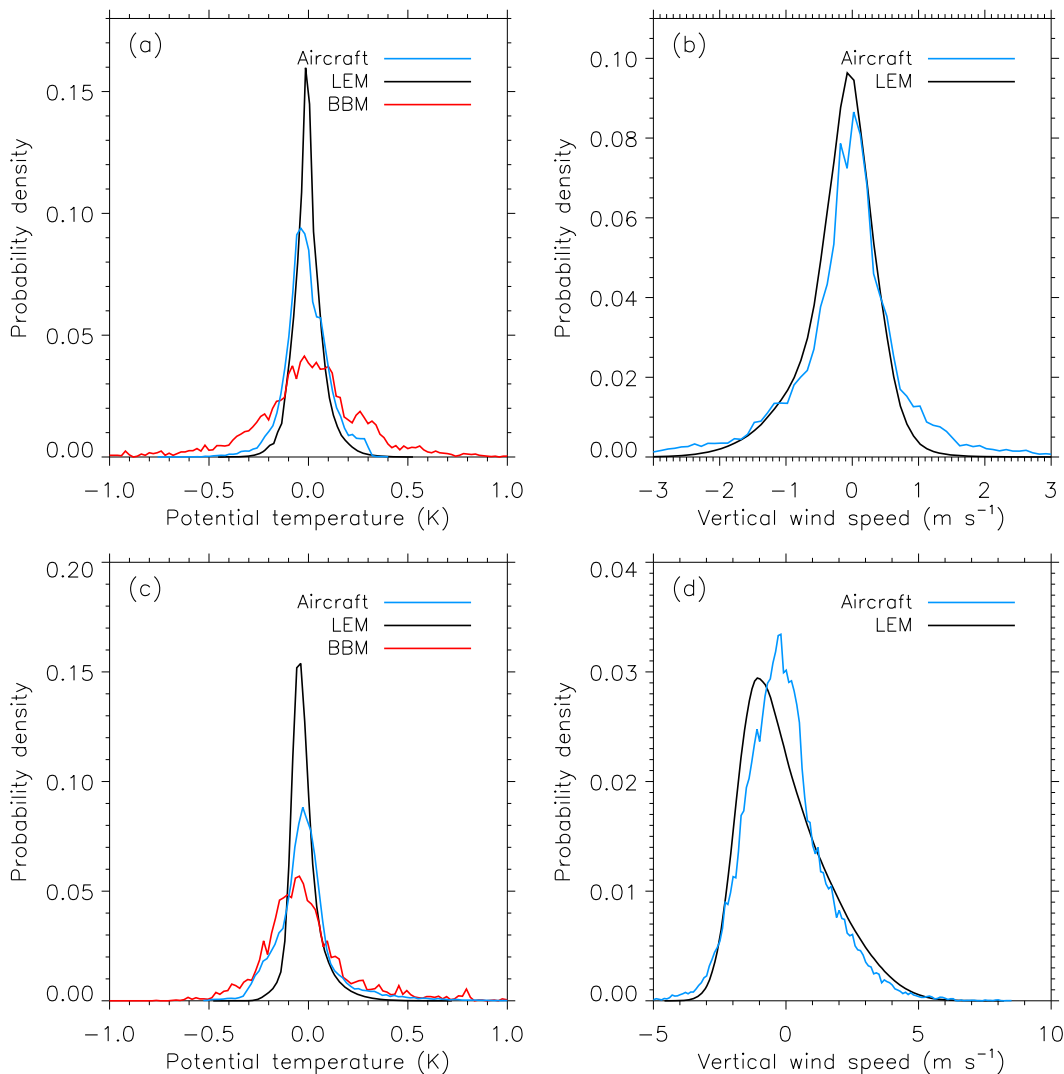 (a)
Aircraft
LEM
BBM
Probability density
0.15
0.10
0.05
0.00
−1.0 −0.5 0.0 0.5 1.0
Potential temperature (K)
(b)
Aircraft
LEM
Probability density
0.10
0.08
0.06
0.04
0.02
0.00
−3 −2 −1 0 1 2 3
Vertical wind speed (m s⁻¹)
(c)
Aircraft
LEM
BBM
Probability density
0.20
0.15
0.10
0.05
0.00
−1.0 −0.5 0.0 0.5 1.0
Potential temperature (K)
(d)
Aircraft
LEM
Probability density
0.04
0.03
0.02
0.01
0.00
−5 0 5 10
Vertical wind speed (m s⁻¹)